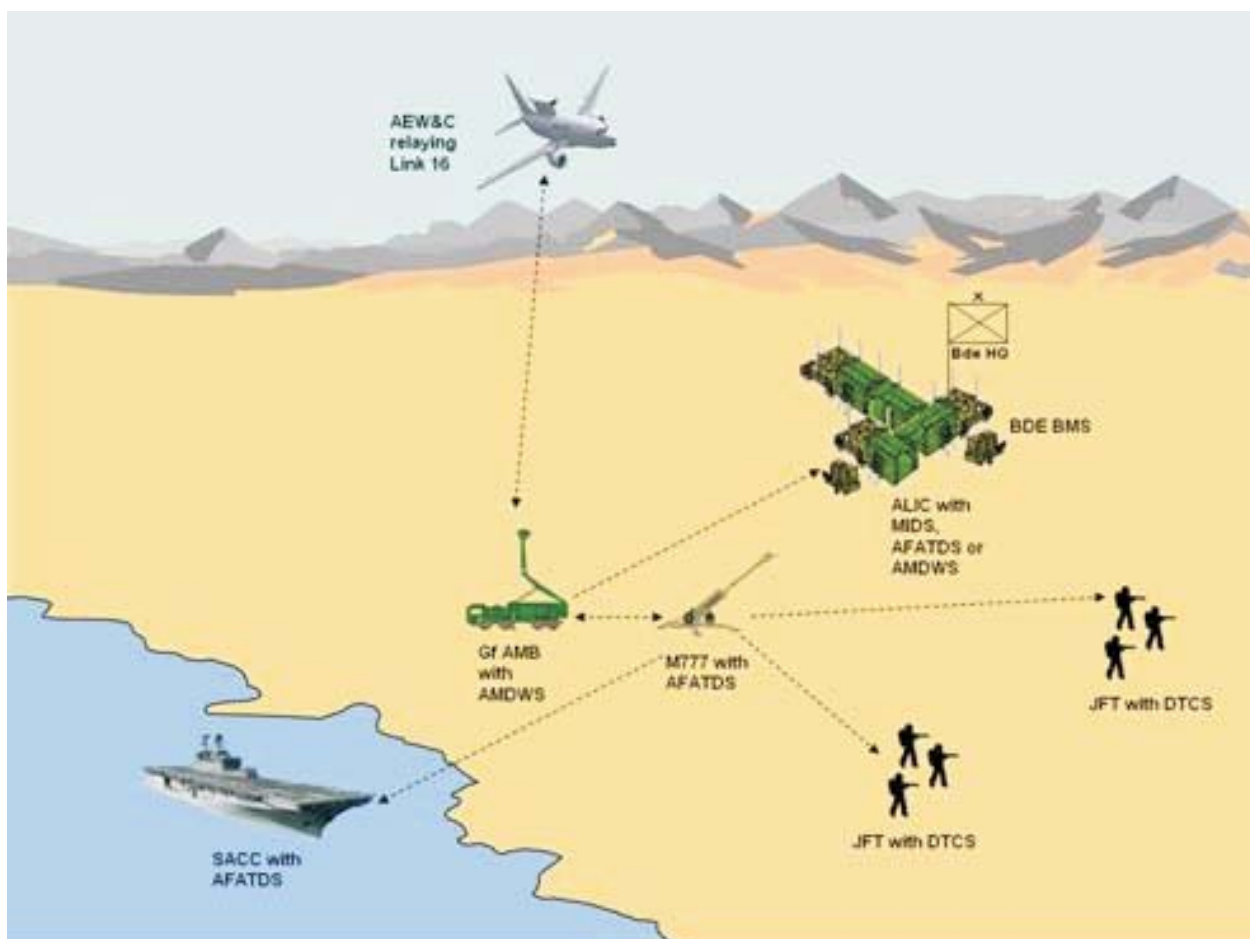 AEW&C
relaying
Link 16
X
Bde HQ
BDE BMS
ALIC with
MIDS,
AFATDS or
AMDWS
Gf AMB
with
AMDWS
M777 with
AFATDS
JFT with DTCS
JFT with DTCS
SACC with
AFATDS